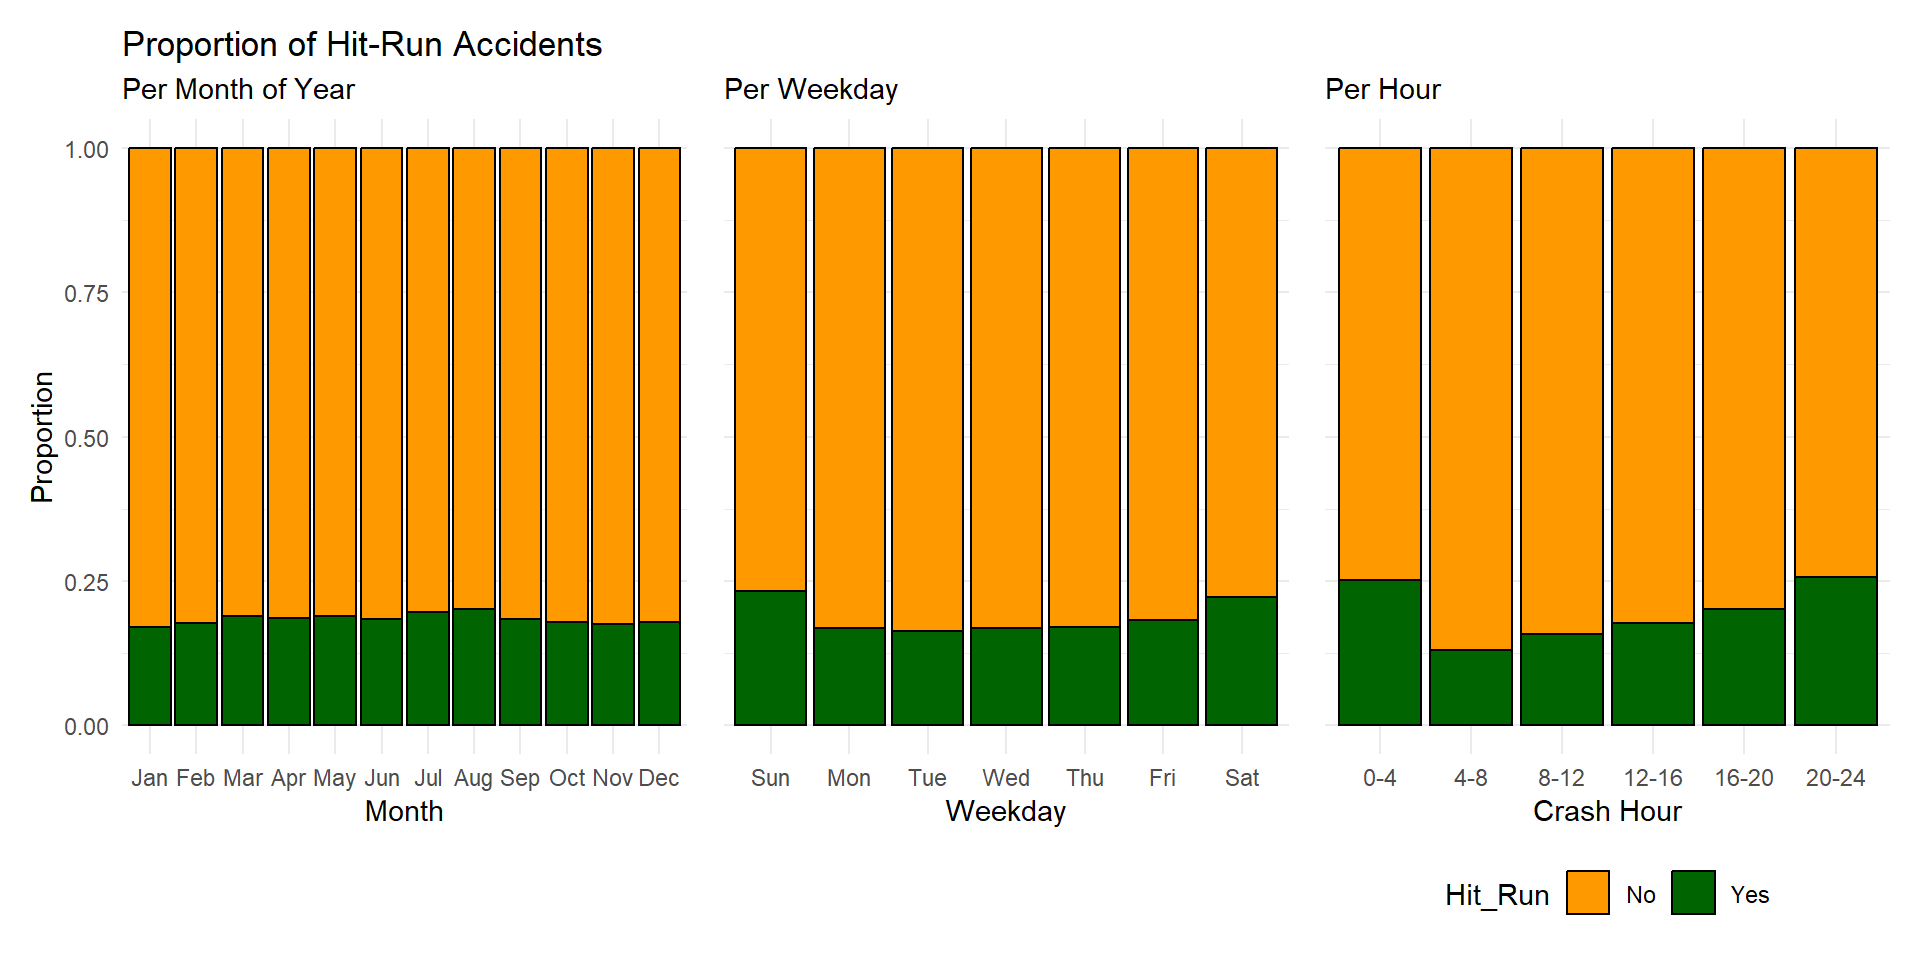 Proportion of Hit-Run Accidents
Per Month of Year
Per Weekday
Per Hour
Proportion
1.00
0.75
0.50
0.25
0.00
Jan Feb Mar Apr May Jun Jul Aug Sep Oct Nov Dec
Month
Sun Mon Tue Wed Thu Fri Sat
Weekday
0-4 4-8 8-12 12-16 16-20 20-24
Crash Hour
Hit_Run No Yes